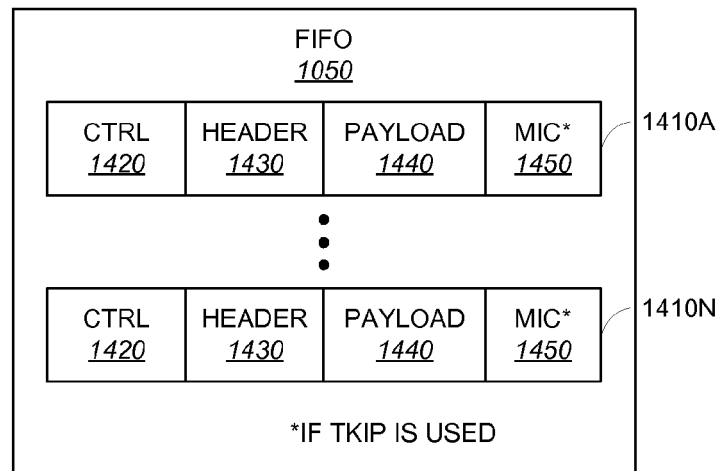 FIFO
1050
CTRL HEADER PAYLOAD MIC*
1420 1430 1440 1450
1410A
CTRL HEADER PAYLOAD MIC*
1420 1430 1440 1450
1410N
*IF TKIP IS USED